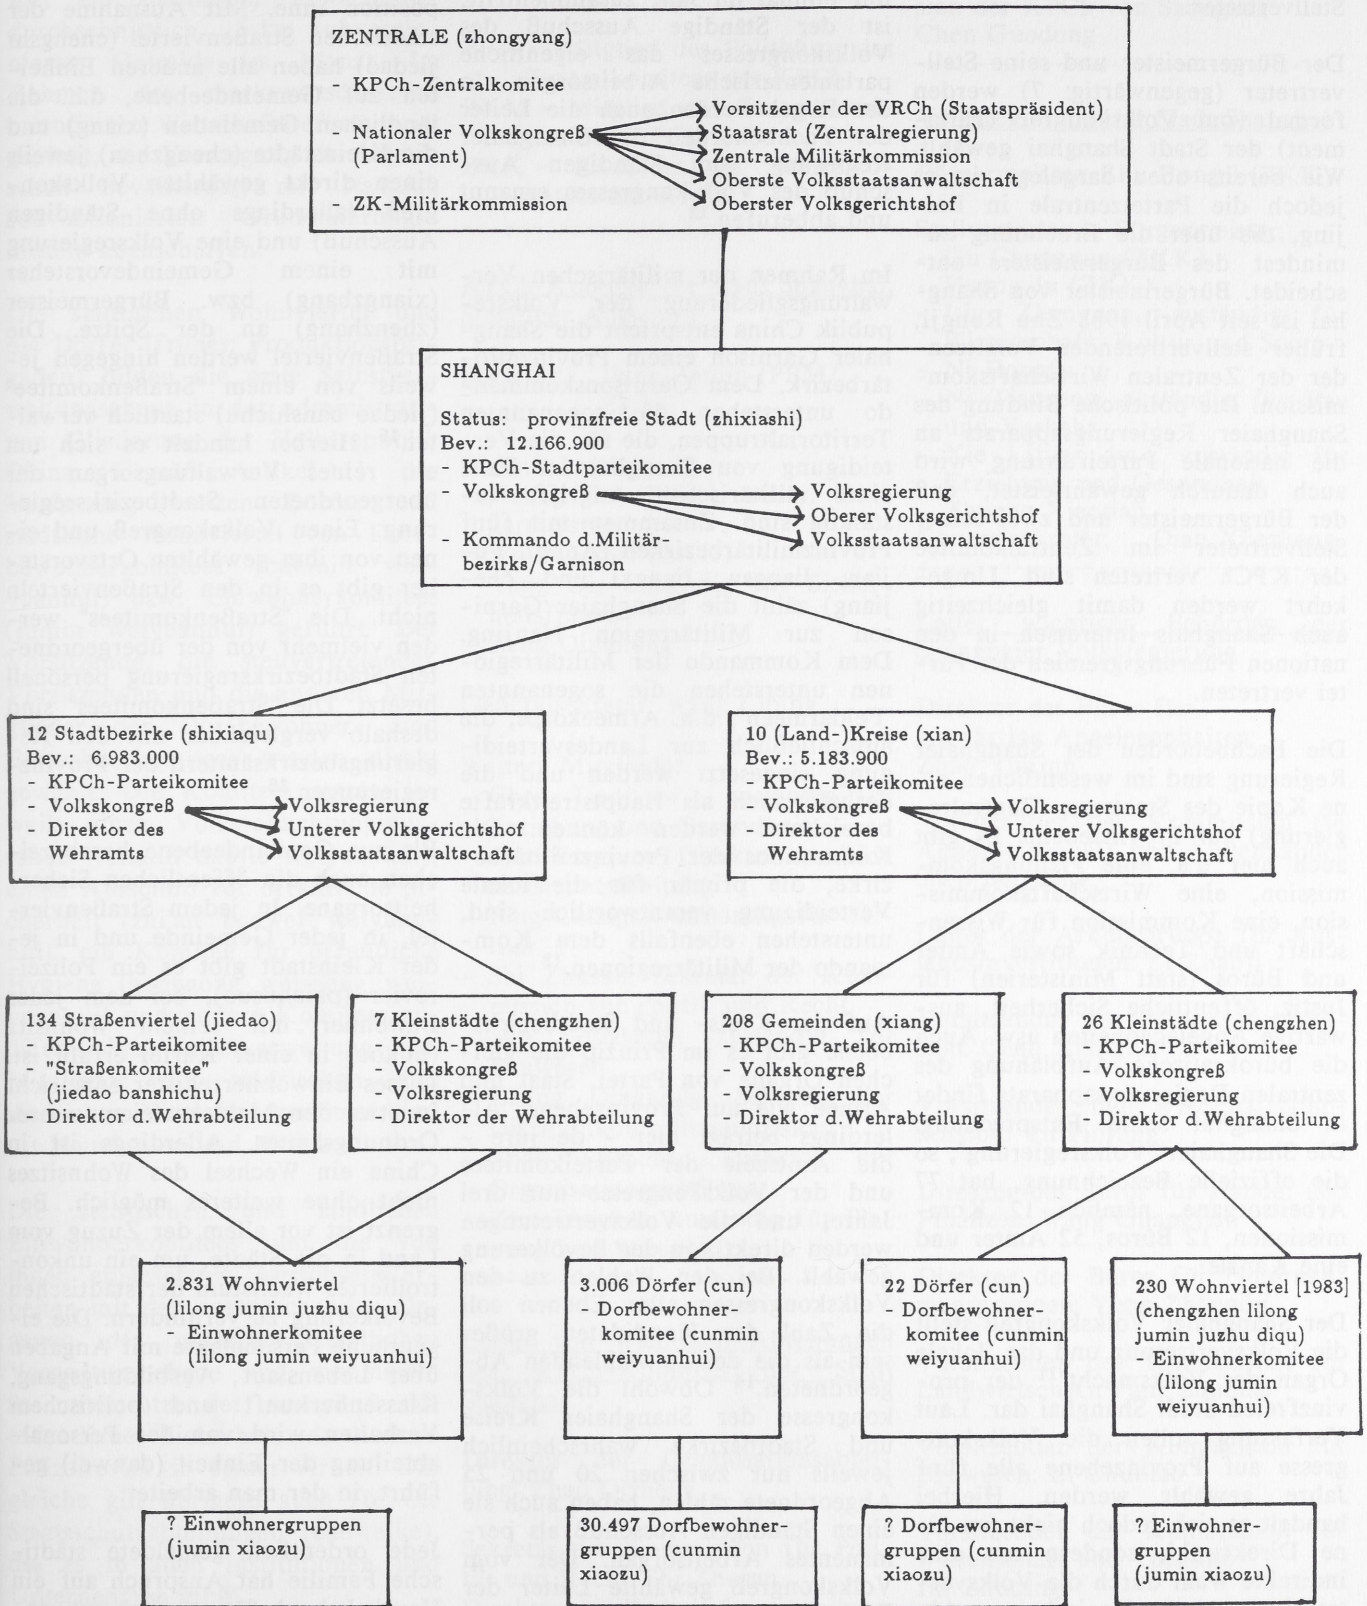 ZENTRALE (zhongyang)
- KPCh-Zentralkomitee
- Nationaler Volkskongreß
(Parlament)
- ZK-Militärkommission
Vorsitzender der VRCh (Staatspräsident)
Staatsrat (Zentralregierung)
Zentrale Militärkommission
Oberste Volksstaatsanwaltschaft
Oberster Volksgerichtshof
SHANGHAI
Status: provinzfreie Stadt (zhixiashi)
Bev.: 12.166.900
- KPCh-Stadtparteikomitee
- Volkskongreß
- Kommando d.Militär-
bezirks/Garnison
Volksregierung
Oberer Volksgerichtshof
Volksstaatsanwaltschaft
12 Stadtbezirke (shixiaqu)
Bev.: 6.983.000
- KPCh-Parteikomitee
- Volkskongreß
- Direktor des
Wehramts
Volksregierung
Unterer Volksgerichtshof
Volksstaatsanwaltschaft
10 (Land-)Kreise (xian)
Bev.: 5.183.900
- KPCh-Parteikomitee
- Volkskongreß
- Direktor des
Wehramts
Volksregierung
Unterer Volksgerichtshof
Volksstaatsanwaltschaft
134 Straßenviertel (jiedao)
- KPCh-Parteikomitee
- "Straßenkomitee"
(jiedao banshichu)
- Direktor d.Wehrabteilung
7 Kleinstädte (chengzhen)
- KPCh-Parteikomitee
- Volkskongreß
- Volksregierung
- Direktor der Wehrabteilung
208 Gemeinden (xiang)
- KPCh-Parteikomitee
- Volkskongreß
- Volksregierung
- Direktor d.Wehrabteilung
26 Kleinstädte (chengzhen)
- KPCh-Parteikomitee
- Volkskongreß
- Volksregierung
- Direktor d.Wehrabteilung
2.831 Wohnviertel
(lilong jumin juzhu diqu)
- Einwohnerkomitee
(lilong jumin weiyuanhui)
3.006 Dörfer (cun)
- Dorfbewohner-
komitee (cunmin
weiyuanhui)
22 Dörfer (cun)
- Dorfbewohner-
komitee (cunmin
weiyuanhui)
230 Wohnviertel [1983]
(chengzhen lilong
jumin juzhu diqu)
- Einwohnerkomitee
(lilong jumin
weiyuanhui)
? Einwohnergruppen
(jumin xiaozu)
30.497 Dorfbewohner-
gruppen (cunmin
xiaozu)
? Dorfbewohner-
gruppen (cunmin
xiaozu)
? Einwohner-
gruppen
(jumin xiaozu)